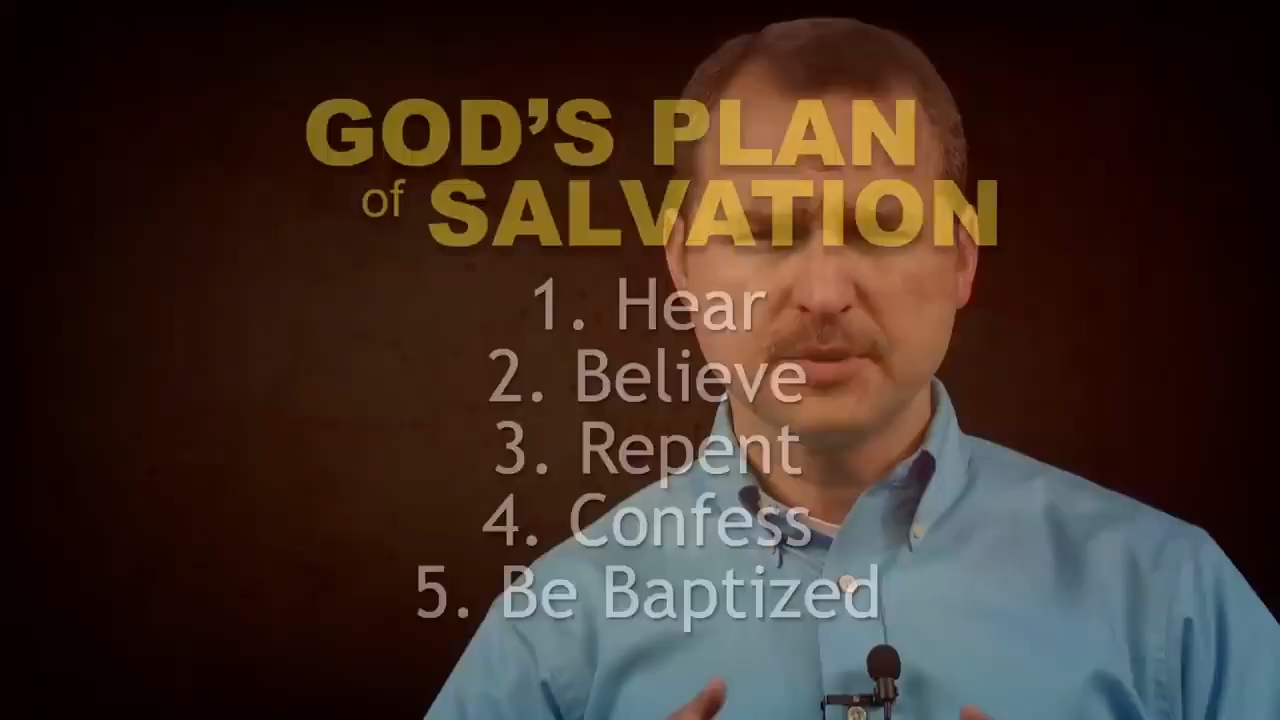 GOD'S PLAN
of SALVATION
1. Hear
2. Believe
3. Repent
4. Confess
5. Be Baptized